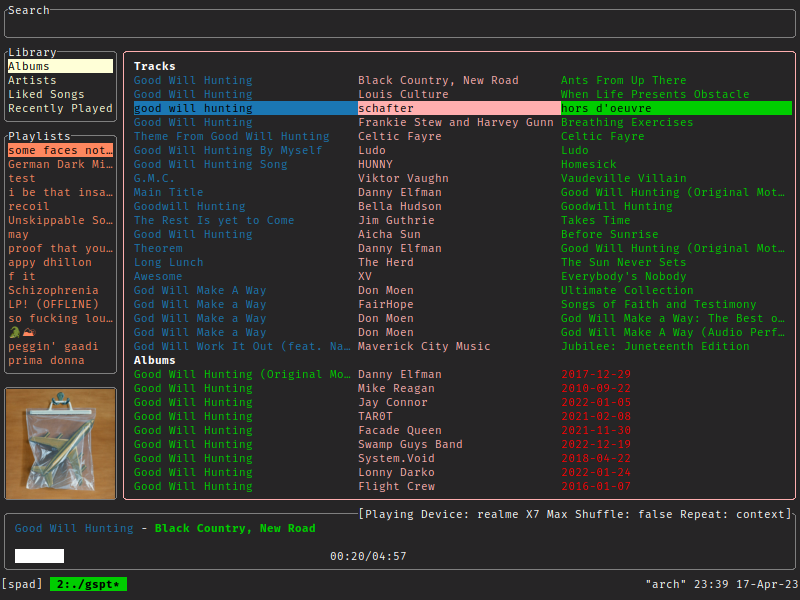 Search
Library
Albums
Artists
Liked Songs
Recently Played
Playlists
some faces not…
German Dark Mi…
test
i be that insa…
recoil
Unskippable So…
may
proof that you…
appy dhillon
f it
Schizophrenia
LP! (OFFLINE)
so fucking lou…
🐊🌋
peggin' gaadi
prima donna
Tracks
Good Will Hunting Black Country, New Road Ants From Up There
Good Will Hunting Louis Culture When Life Presents Obstacle
good will hunting schafter hors d'oeuvre
Good Will Hunting Frankie Stew and Harvey Gunn Breathing Exercises
Theme From Good Will Hunting Celtic Fayre Celtic Fayre
Good Will Hunting By Myself Ludo Ludo
Good Will Hunting Song HUNNY Homesick
G.M.C. Viktor Vaughn Vaudeville Villain
Main Title Danny Elfman Good Will Hunting (Original Mot…
Goodwill Hunting Bella Hudson Goodwill Hunting
The Rest Is yet to Come Jim Guthrie Takes Time
Good Will Hunting Aicha Sun Before Sunrise
Theorem Danny Elfman Good Will Hunting (Original Mot…
Long Lunch The Herd The Sun Never Sets
Awesome XV Everybody's Nobody
God Will Make A Way Don Moen Ultimate Collection
God Will Make a Way FairHope Songs of Faith and Testimony
God Will Make a Way Don Moen God Will Make a Way: The Best o…
God Will Make a Way Don Moen God Will Make A Way (Audio Perf…
God Will Work It Out (feat. Na… Maverick City Music Jubilee: Juneteenth Edition
Albums
Good Will Hunting (Original Mo… Danny Elfman 2017-12-29
Good Will Hunting Mike Reagan 2010-09-22
Good Will Hunting Jay Connor 2022-01-05
Good Will Hunting TAR0T 2021-02-08
Good Will Hunting Facade Queen 2021-11-30
Good Will Hunting Swamp Guys Band 2022-12-19
Good Will Hunting System.Void 2018-04-22
Good Will Hunting Lonny Darko 2022-01-24
Good Will Hunting Flight Crew 2016-01-07
[Playing Device: realme X7 Max Shuffle: false Repeat: context]
Good Will Hunting - Black Country, New Road
00:20/04:57
[spad] 2:./gspt* "arch" 23:39 17-Apr-23